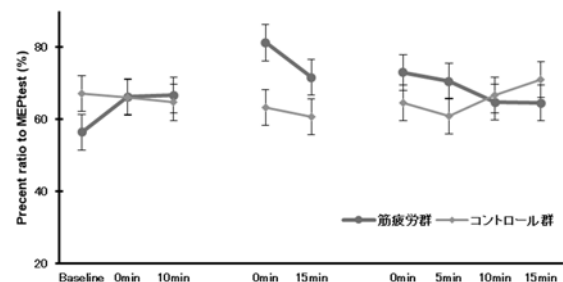 Precent ratio to MEPtest (%)
80
60
40
20
筋疲労群 コントロール群
Baseline 0min 10min 0min 15min 0min 5min 10min 15min